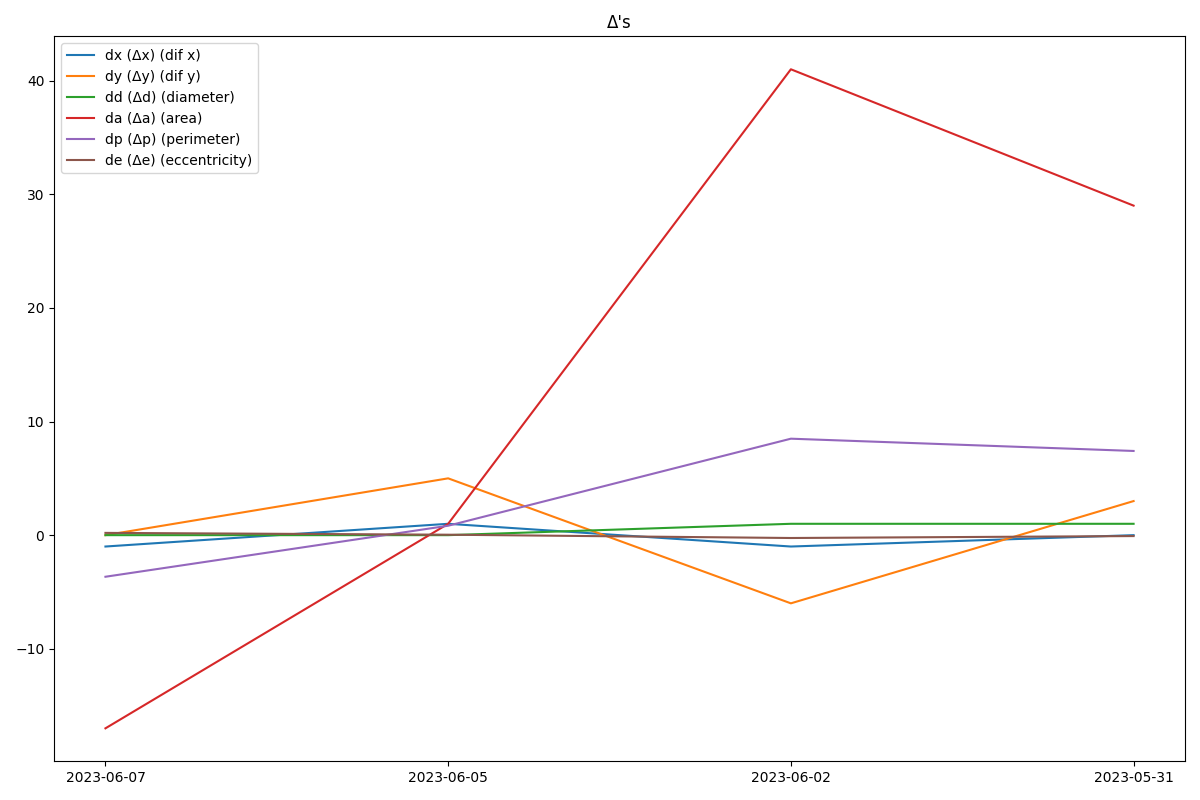 Δ's
dx (Δx) (dif x)
dy (Δy) (dif y)
dd (Δd) (diameter)
da (Δa) (area)
dp (Δp) (perimeter)
de (Δe) (eccentricity)
40
30
20
10
0
−10
2023-06-07 2023-06-05 2023-06-02 2023-05-31